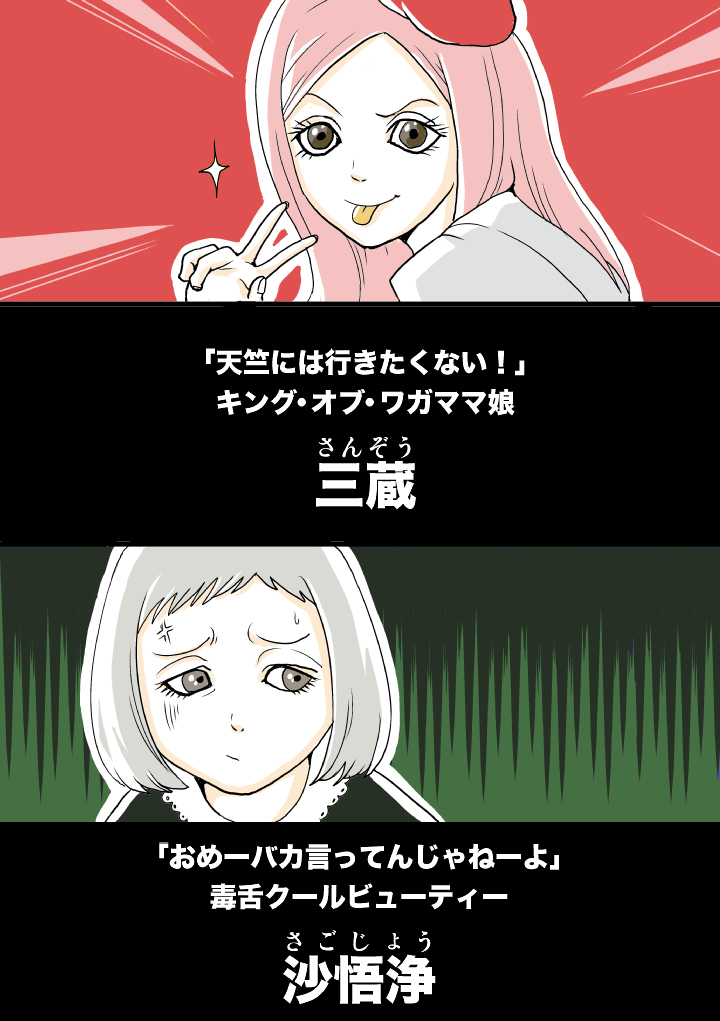 「天竺には行きたくない！」
キング・オブ・ワガママ娘
さんぞう
三蔵
「おめーバカ言ってんじゃねーよ」
毒舌クールビューティー
さごじょう
沙悟浄